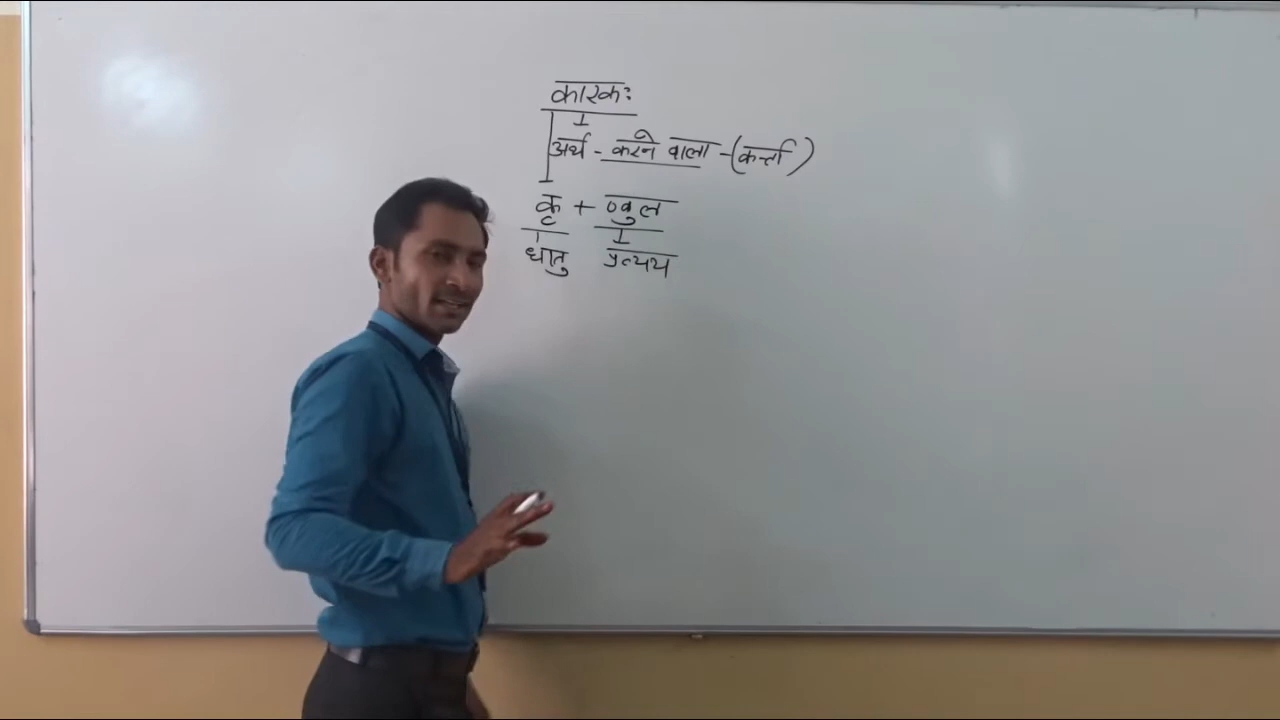 कारकः
अर्थ - करने वाला - (कर्त्ता)
कृ + ण्वुल
धातु प्रत्यय